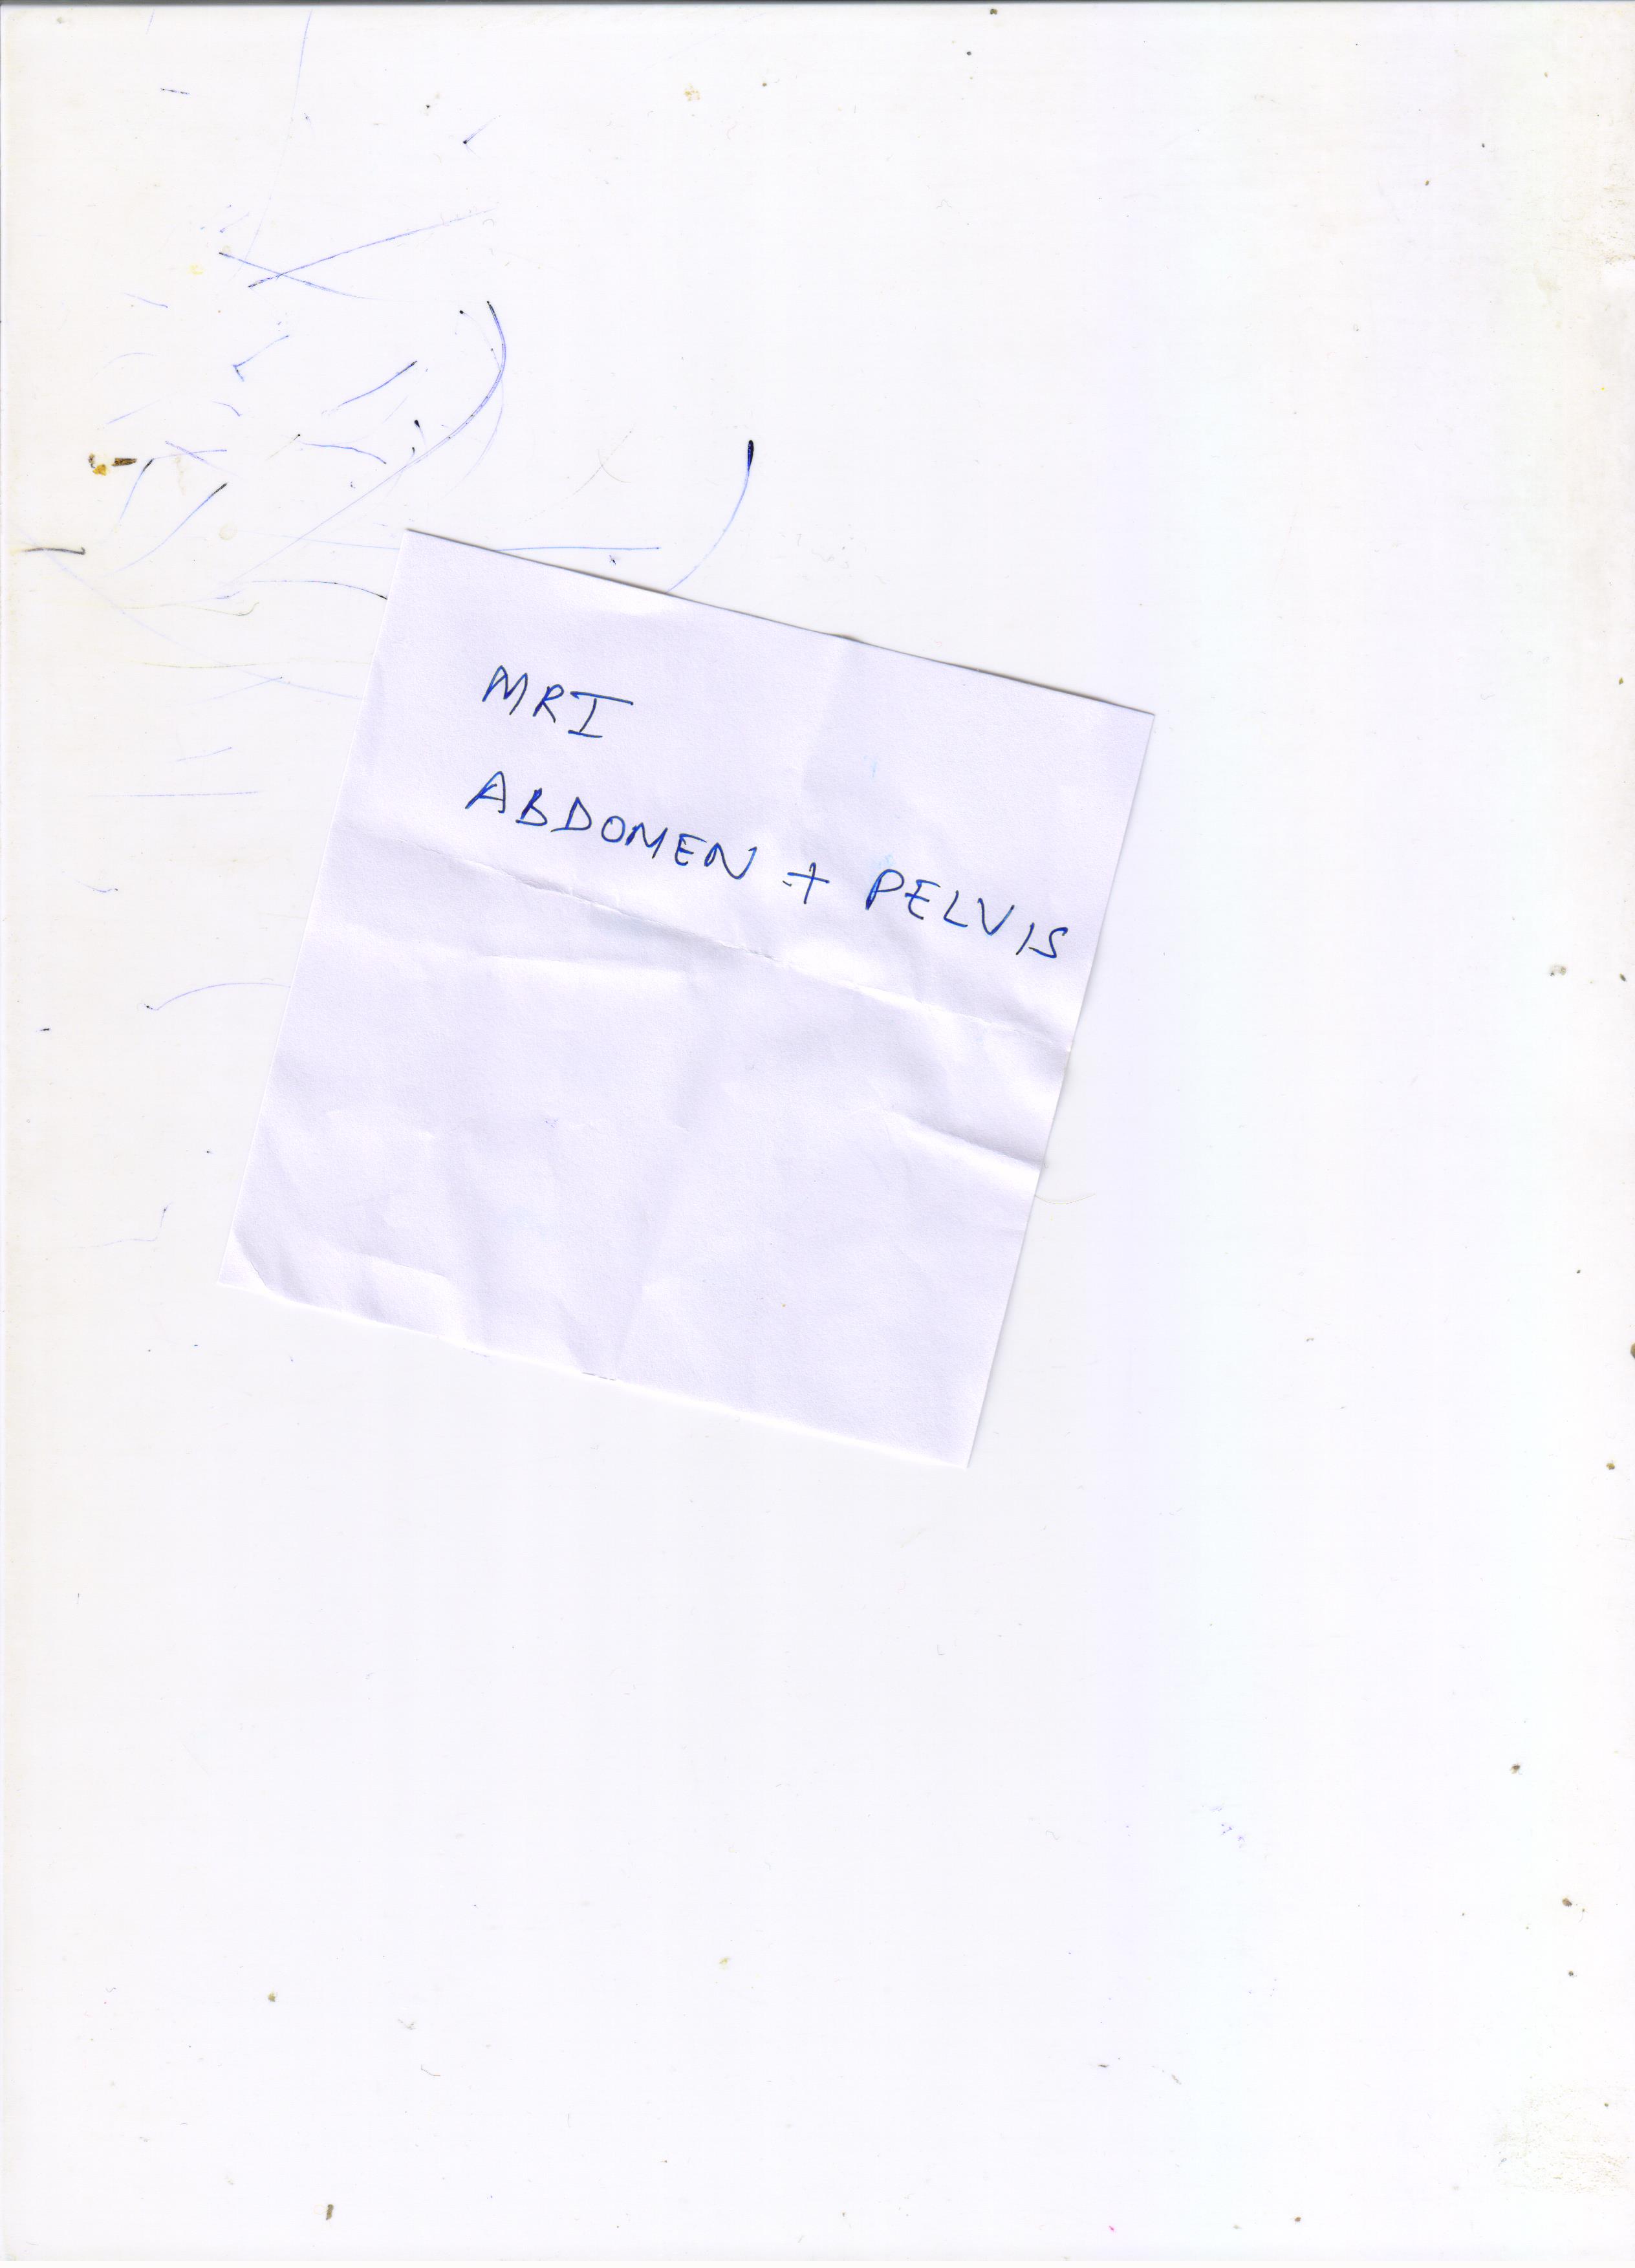 MRI
ABDOMEN + PELVIS